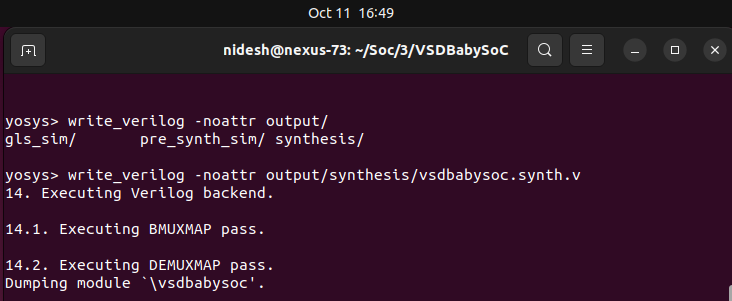 Oct 11 16:49
nidesh@nexus-73: ~/Soc/3/VSDBabySoC
yosys> write_verilog -noattr output/
gls_sim/ pre_synth_sim/ synthesis/
yosys> write_verilog -noattr output/synthesis/vsdbabysoc.synth.v
14. Executing Verilog backend.
14.1. Executing BMUXMAP pass.
14.2. Executing DEMUXMAP pass.
Dumping module `\vsdbabysoc'.